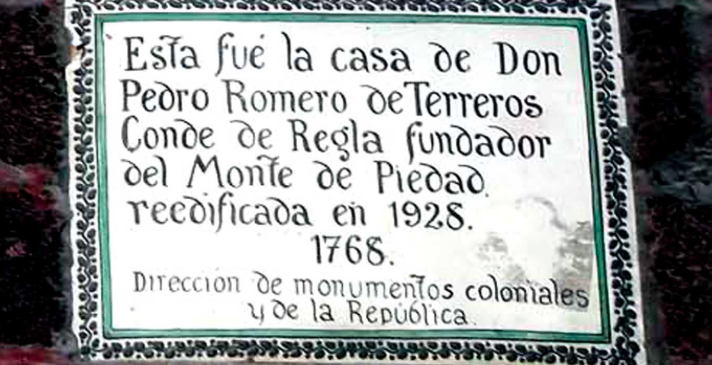 Esta fué la casa de Don
Pedro Romero de Terreros
Conde de Regla fundador
del Monte de Piedad.
reedificada en 1928.
1768.
Dirección de monumentos coloniales
y de la República.